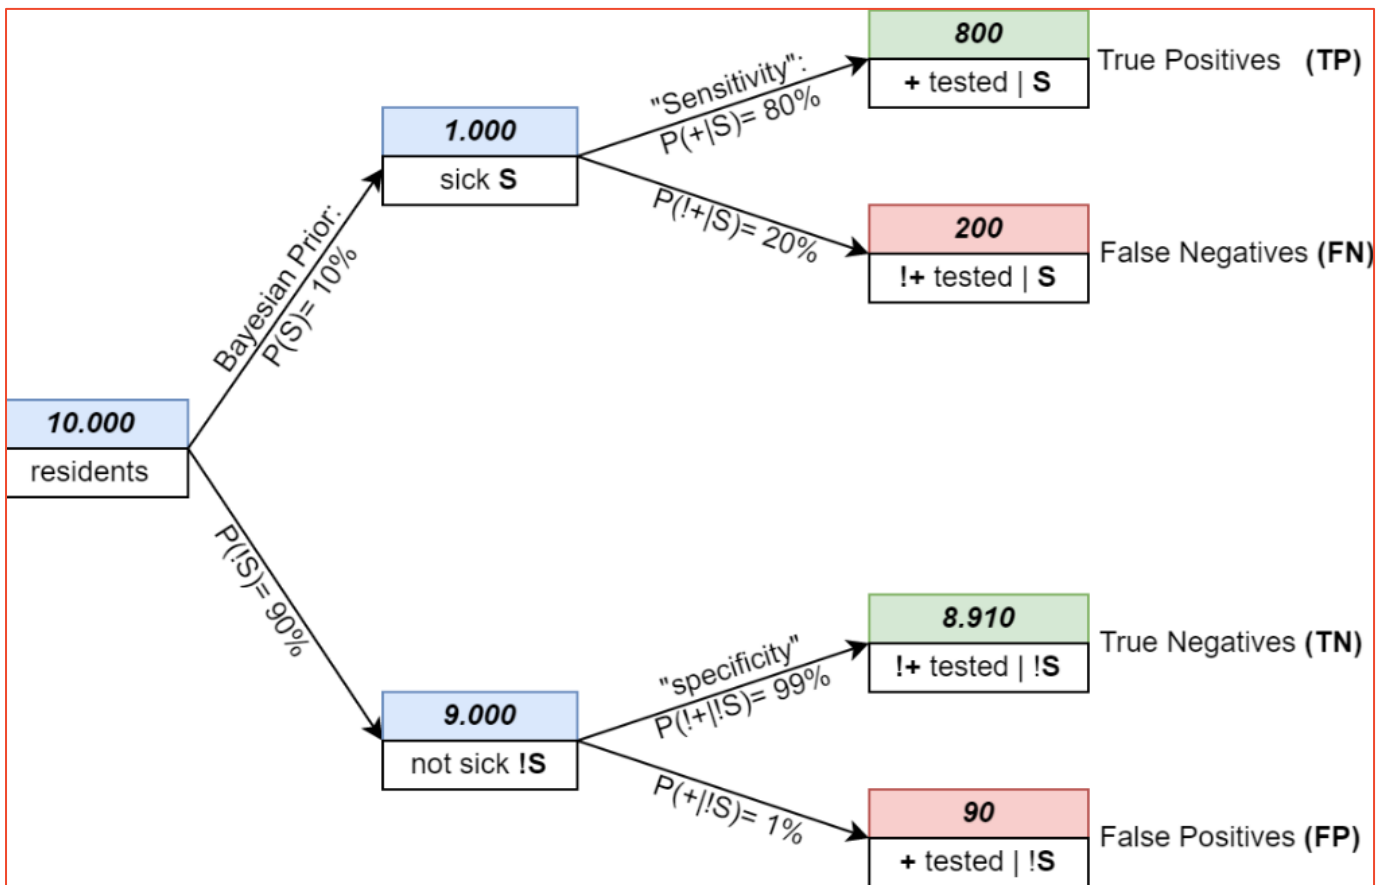 800
+ tested | S
True Positives (TP)
"Sensitivity":
P(+|S)= 80%
1.000
sick S
P(!+|S)= 20%
200
!+ tested | S
False Negatives (FN)
Bayesian Prior:
P(S)= 10%
10.000
residents
P(!S)= 90%
9.000
not sick !S
"specificity"
P(!+|!S)= 99%
8.910
!+ tested | !S
True Negatives (TN)
P(+|!S)= 1%
90
+ tested | !S
False Positives (FP)